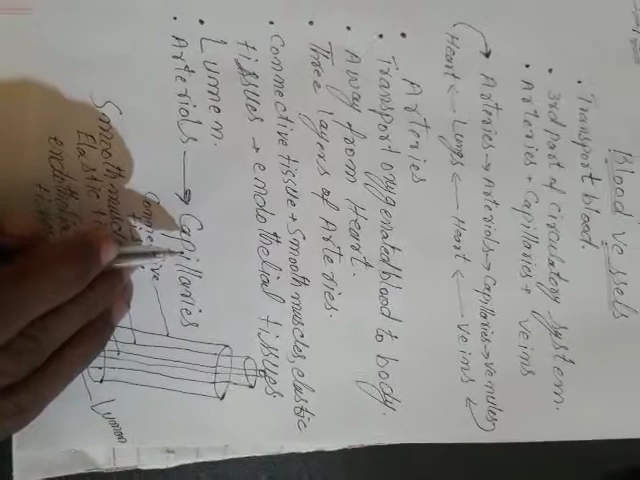 Blood vessels
• Transport blood.
• 3rd part of circulatory system.
• Arteries + Capillaries + veins
Arteries → Arteriols → Capillaries → venules
Heart ← Lungs ← Heart ← veins
Arteries
• Transport oxygenated blood to body.
• Away from Heart.
• Three layers of Arteries.
• Connective tissue + Smooth muscles, elastic
tissues → endothelial tissues
• Lumen.
• Arteriols → Capillaries
Connective
Smooth muscle
Elastic
Lumen